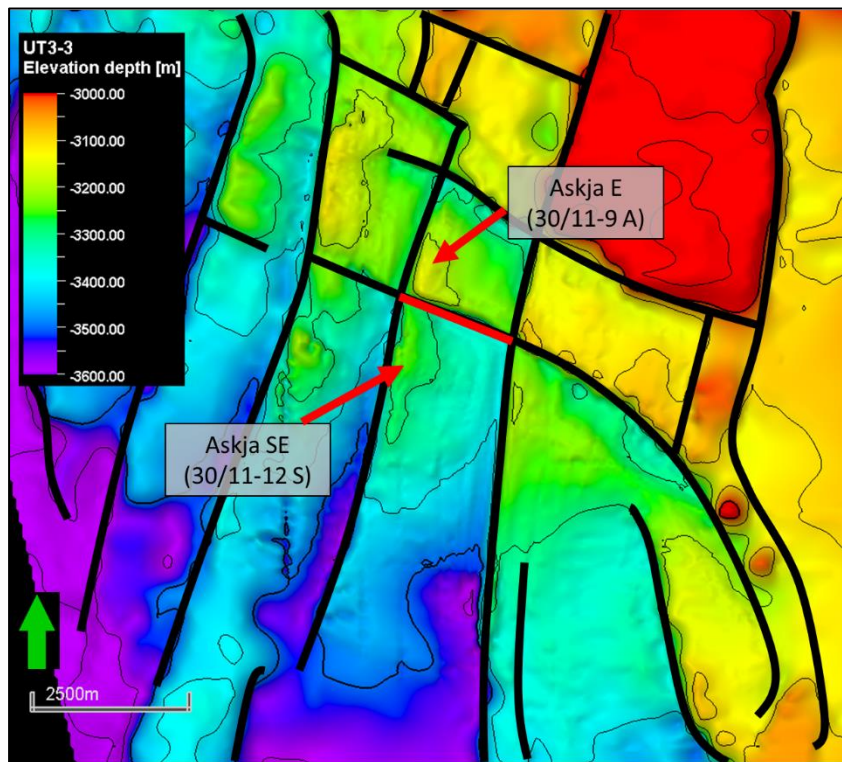 UT3-3
Elevation depth [m]
-3000.00
-3100.00
-3200.00
-3300.00
-3400.00
-3500.00
-3600.00
Askja E
(30/11-9 A)
Askja SE
(30/11-12 S)
2500m